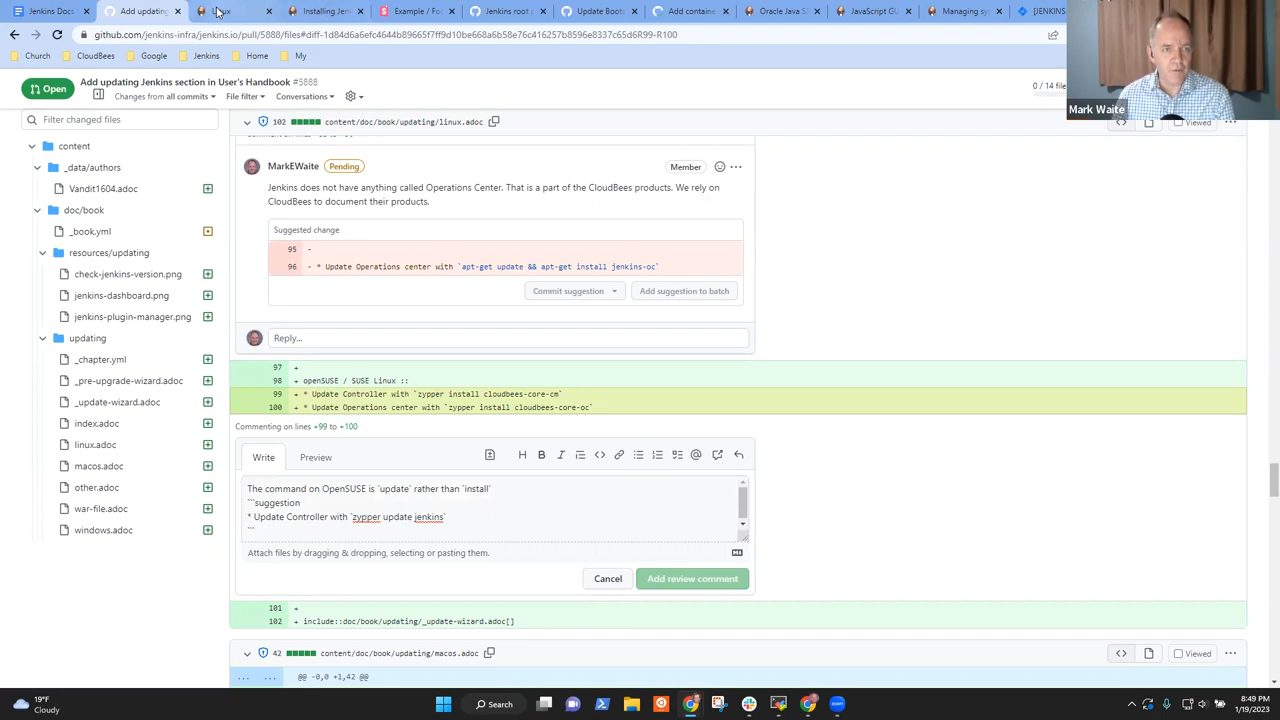 Jenkins Docs
Add updating
Linux
Installing Jen
Example / Fo
Jenkins root
Update Boots
Add containe
Oracle Java S
JavaScript GU
Managing sys
[JENKINS
github.com/jenkins-infra/jenkins.io/pull/5888/files#diff-1d84d6a6efc4644b89665f7ff9d10be668a6b58e76c416257b8596e8337c65d6R99-R100
Church
CloudBees
Google
Jenkins
Home
My
Open
Add updating Jenkins section in User's Handbook #5888
Changes from all commits
File filter
Conversations
0 / 14 file
Mark Waite
Filter changed files
102 content/doc/book/updating/linux.adoc
Viewed
content
_data/authors
Vandit1604.adoc
doc/book
_book.yml
resources/updating
check-jenkins-version.png
jenkins-dashboard.png
jenkins-plugin-manager.png
updating
_chapter.yml
_pre-upgrade-wizard.adoc
_update-wizard.adoc
index.adoc
linux.adoc
macos.adoc
other.adoc
war-file.adoc
windows.adoc
MarkEWaite Pending
Member
Jenkins does not have anything called Operations Center. That is a part of the CloudBees products. We rely on
CloudBees to document their products.
Suggested change
95 -
96 - * Update Operations center with `apt-get update && apt-get install jenkins-oc`
Commit suggestion
Add suggestion to batch
Reply...
97 +
98 + openSUSE / SUSE Linux ::
99 + * Update Controller with `zypper install cloudbees-core-cm`
100 + * Update Operations center with `zypper install cloudbees-core-oc`
Commenting on lines +99 to +100
Write
Preview
The command on OpenSUSE is `update` rather than `install`
```suggestion
* Update Controller with `zypper update jenkins`
```
Attach files by dragging & dropping, selecting or pasting them.
Cancel
Add review comment
101 +
102 + include::doc/book/updating/_update-wizard.adoc[]
42 content/doc/book/updating/macos.adoc
Viewed
@@ -0,0 +1,42 @@
19°F
Cloudy
Search
8:49 PM
1/19/2023